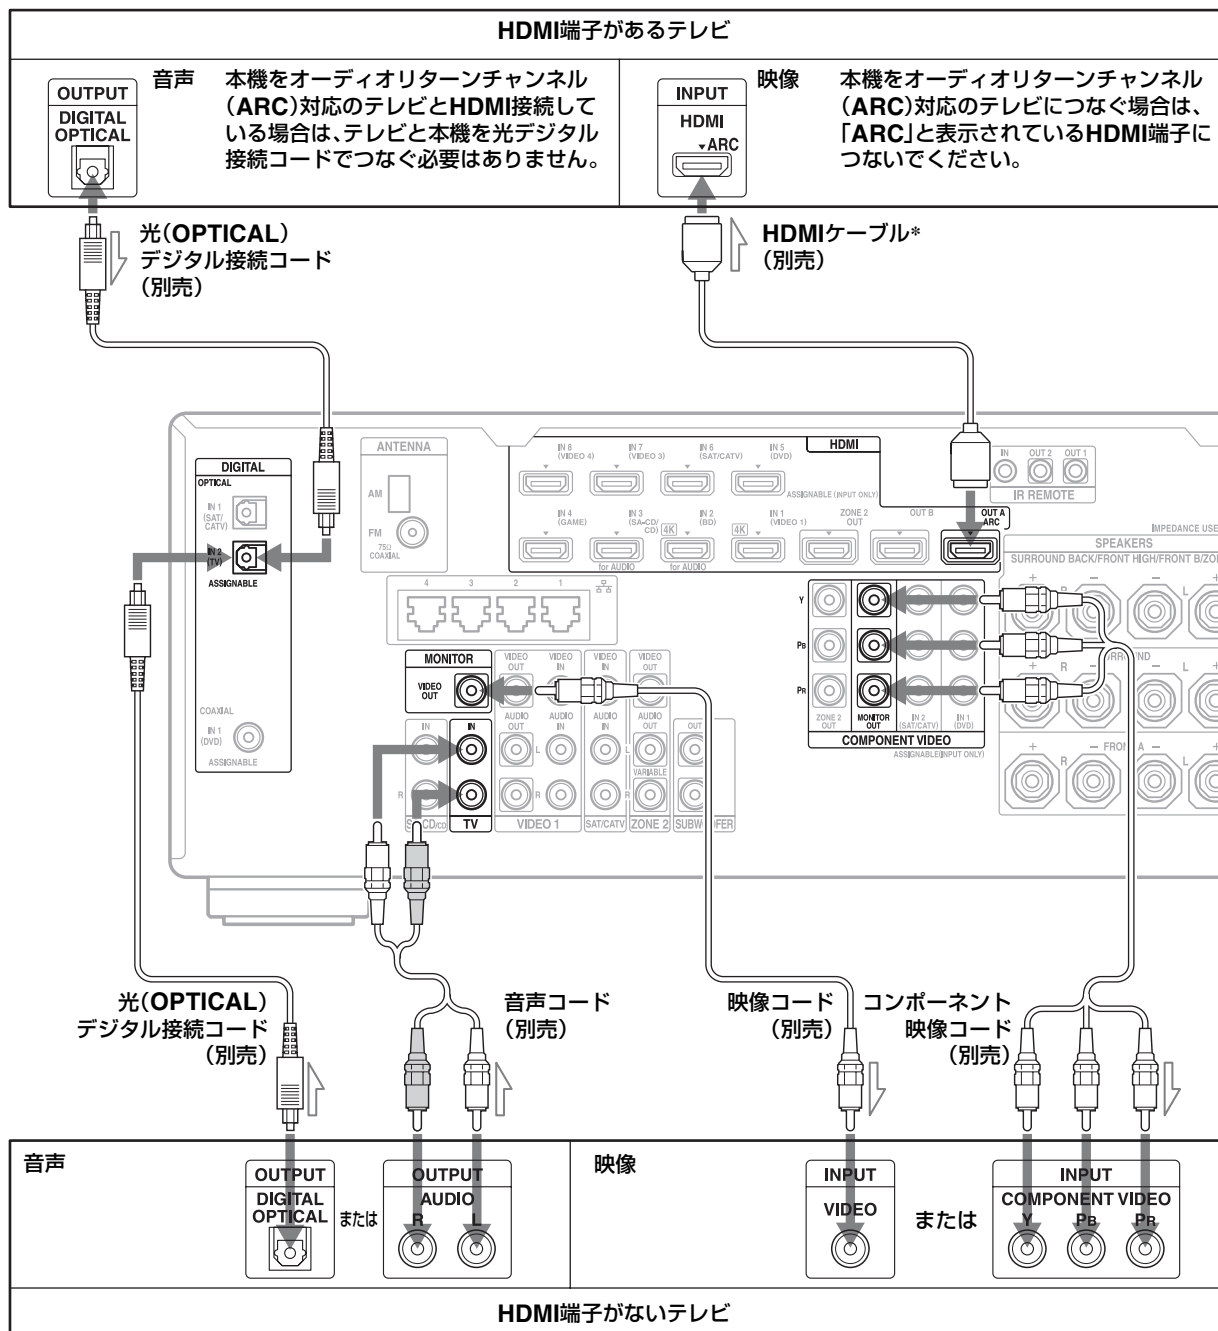 HDMI端子があるテレビ
OUTPUT
DIGITAL
OPTICAL
音声
本機をオーディオリターンチャンネル
（ARC）対応のテレビとHDMI接続して
いる場合は、テレビと本機を光デジタル
接続コードでつなぐ必要はありません。
INPUT
HDMI
ARC
映像
本機をオーディオリターンチャンネル
（ARC）対応のテレビにつなぐ場合は、
「ARC」と表示されているHDMI端子に
つないでください。
光（OPTICAL）
デジタル接続コード
（別売）
HDMIケーブル*
（別売）
DIGITAL
OPTICAL
IN 1
(SAT/
CATV)
IN 2
(TV)
ASSIGNABLE
COAXIAL
IN 1
(DVD)
ASSIGNABLE
ANTENNA
AM
FM
75Ω
COAXIAL
HDMI
IN 8
(VIDEO 4)
IN 7
(VIDEO 3)
IN 6
(SAT/CATV)
IN 5
(DVD)
ASSIGNABLE (INPUT ONLY)
IN 4
(GAME)
IN 3
(SA-CD/
CD)
for AUDIO
4K
IN 2
(BD)
for AUDIO
4K
IN 1
(VIDEO 1)
ZONE 2
OUT
OUT B
OUT A
ARC
IN
OUT 2
OUT 1
IR REMOTE
IMPEDANCE USE
SPEAKERS
SURROUND BACK/FRONT HIGH/FRONT B/ZO
4 3 2 1
MONITOR
VIDEO
OUT
VIDEO
OUT
VIDEO
IN
VIDEO
IN
VIDEO
OUT
AUDIO
OUT
AUDIO
IN
AUDIO
IN
AUDIO
OUT
VARIABLE
OUT
IN
IN
L
R
TV
VIDEO 1
SAT/CATV
ZONE 2
Y
PB
PR
ZONE 2
OUT
MONITOR
OUT
IN 2
(SAT/CATV)
IN 1
(DVD)
COMPONENT VIDEO
ASSIGNABLE(INPUT ONLY)
光（OPTICAL）
デジタル接続コード
（別売）
音声コード
（別売）
映像コード
（別売）
コンポーネント
映像コード
（別売）
音声
OUTPUT
DIGITAL
OPTICAL
または
OUTPUT
AUDIO
R L
映像
INPUT
VIDEO
または
INPUT
COMPONENT VIDEO
Y PB PR
HDMI端子がないテレビ